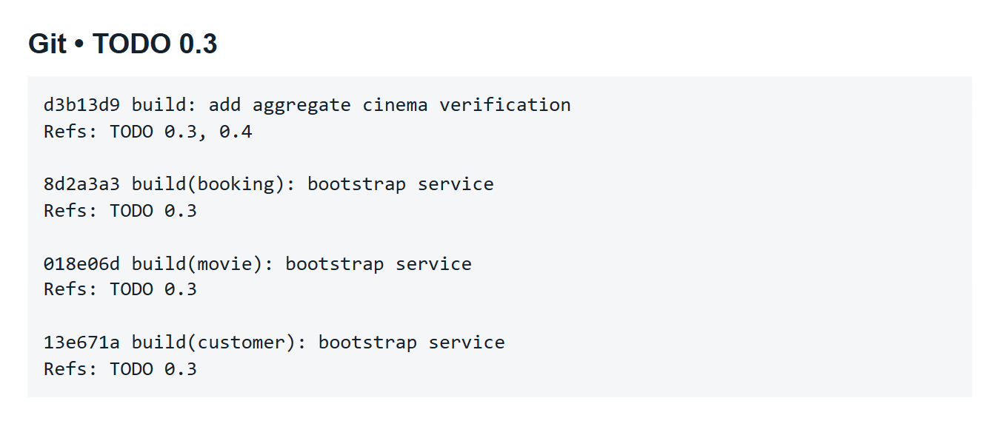 Git • TODO 0.3
d3b13d9 build: add aggregate cinema verification
Refs: TODO 0.3, 0.4
8d2a3a3 build(booking): bootstrap service
Refs: TODO 0.3
018e06d build(movie): bootstrap service
Refs: TODO 0.3
13e671a build(customer): bootstrap service
Refs: TODO 0.3